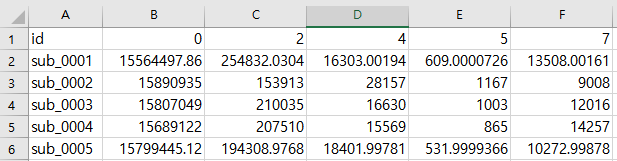 A B C D E F
1 id 0 2 4 5 7
2 sub_0001 15564497.86 254832.0304 16303.00194 609.0000726 13508.00161
3 sub_0002 15890935 153913 28157 1167 9008
4 sub_0003 15807049 210035 16630 1003 12016
5 sub_0004 15689122 207510 15569 865 14257
6 sub_0005 15799445.12 194308.9768 18401.99781 531.9999366 10272.99878